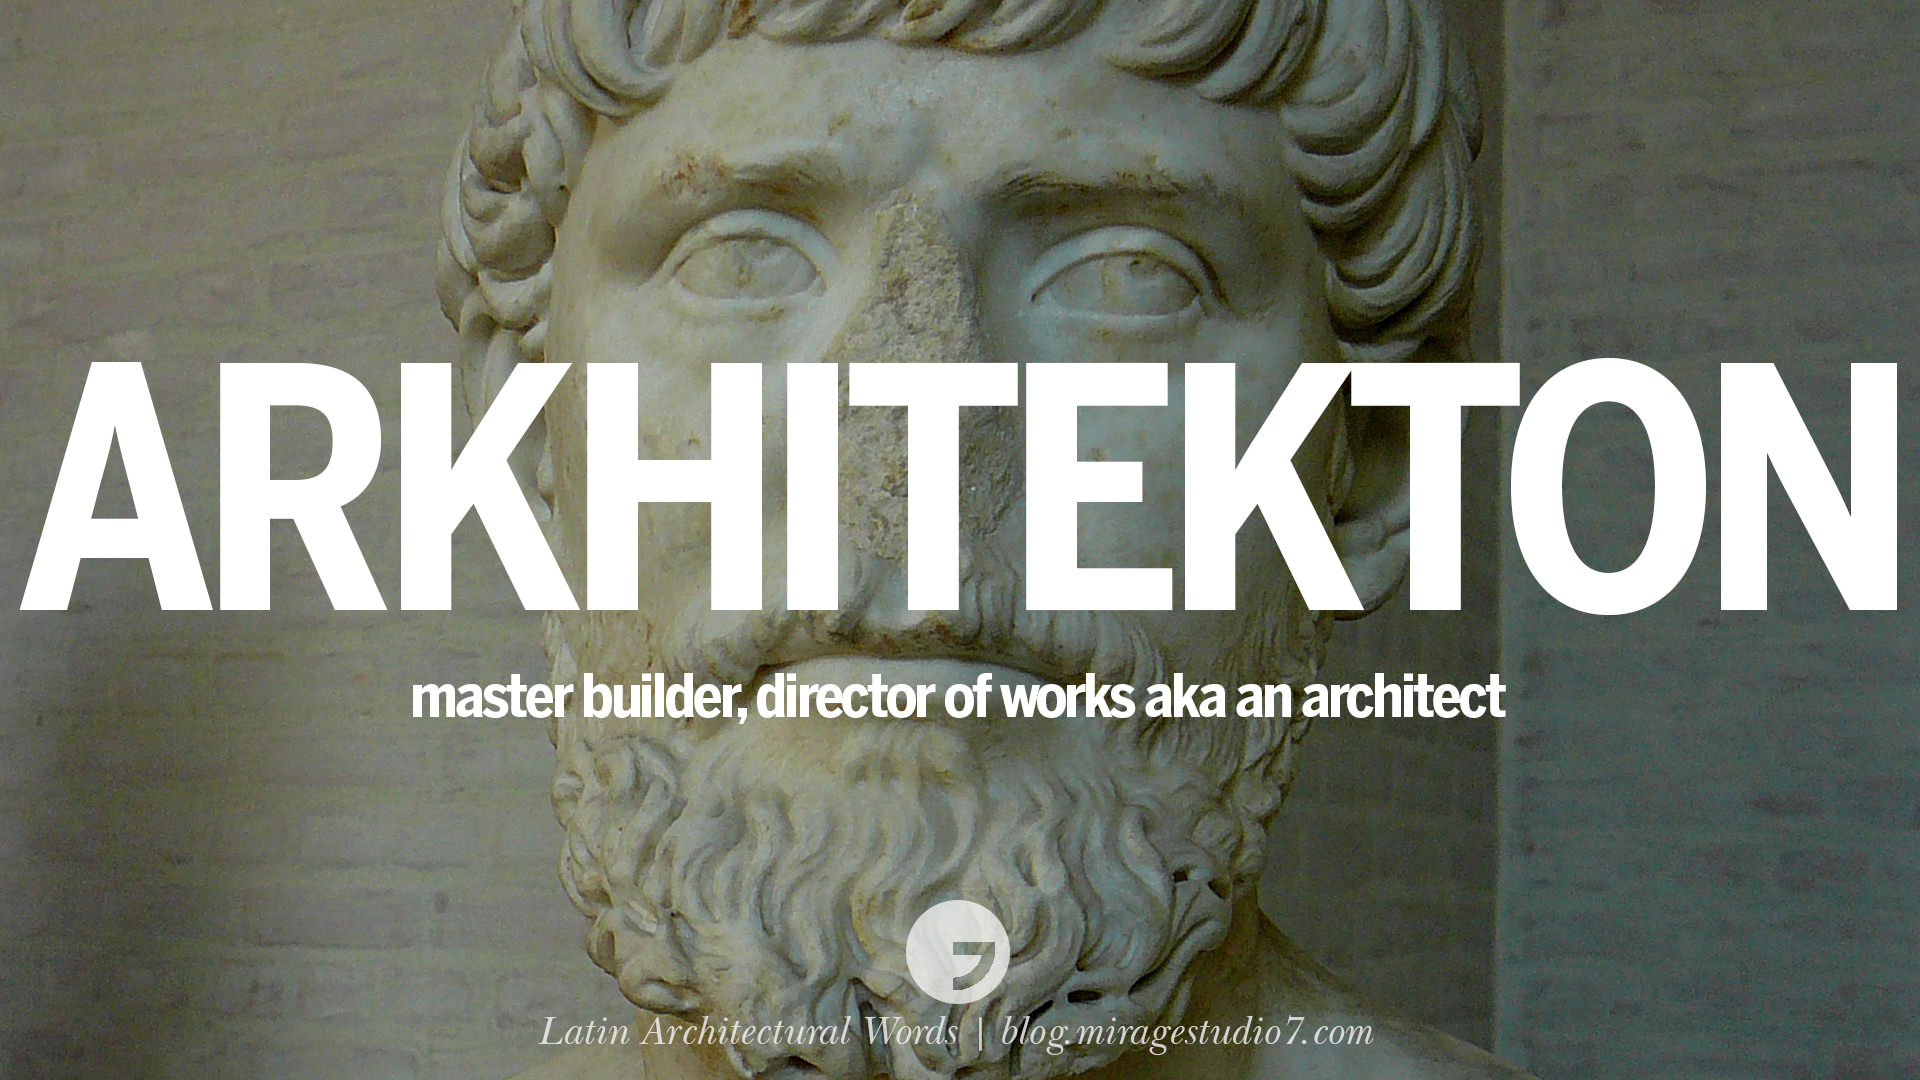 ARKHITEKTON
master builder, director of works aka an architect
Latin Architectural Words | blog.miragestudio7.com